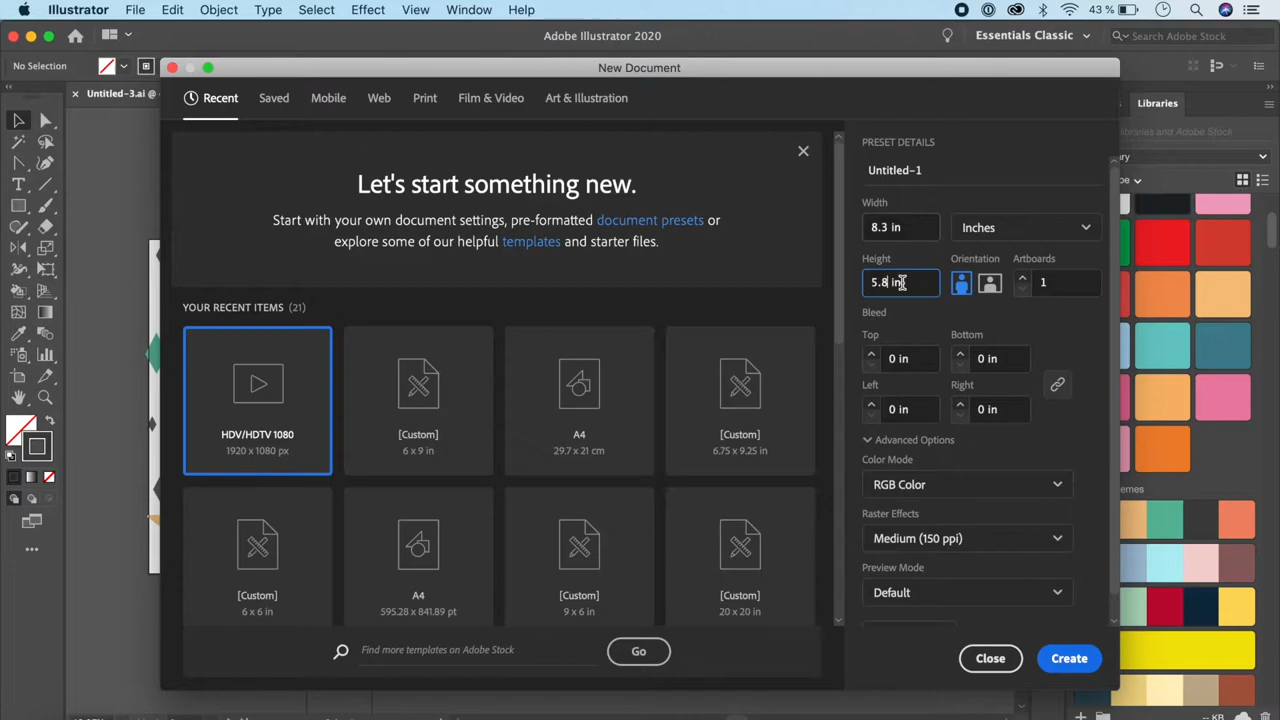 Illustrator File Edit Object Type Select Effect View Window Help 43 %
Adobe Illustrator 2020 Essentials Classic Search Adobe Stock
No Selection
New Document
Untitled-3.ai @
Recent Saved Mobile Web Print Film & Video Art & Illustration
Libraries
libraries and Adobe Stock
Let's start something new.
Start with your own document settings, pre-formatted document presets or
explore some of our helpful templates and starter files.
YOUR RECENT ITEMS (21)
HDV/HDTV 1080
1920 x 1080 px
[Custom]
6 x 9 in
A4
29.7 x 21 cm
[Custom]
6.75 x 9.25 in
[Custom]
6 x 6 in
A4
595.28 x 841.89 pt
[Custom]
9 x 6 in
[Custom]
20 x 20 in
Find more templates on Adobe Stock
Go
PRESET DETAILS
Untitled-1
Width
8.3 in Inches
Height Orientation Artboards
5.8 in 1
Bleed
Top Bottom
0 in 0 in
Left Right
0 in 0 in
Advanced Options
Color Mode
RGB Color
Raster Effects
Medium (150 ppi)
Preview Mode
Default
Close Create
-- KB